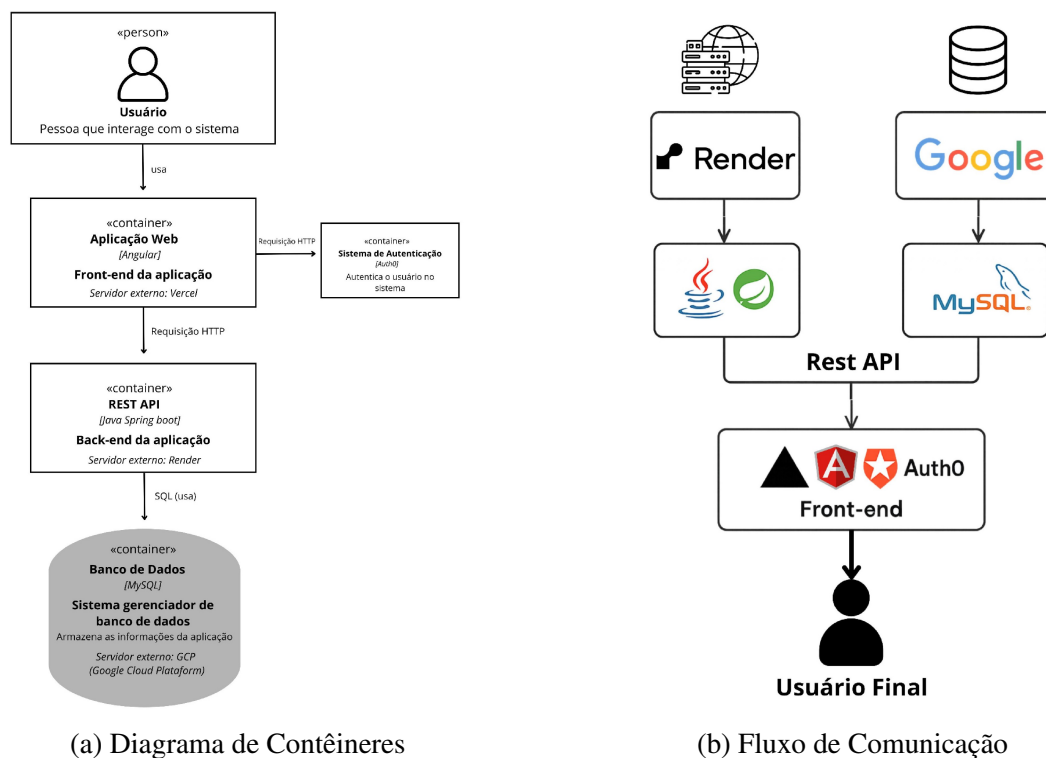 «person»
Usuário
Pessoa que interage com o sistema
usa
«container»
Aplicação Web
[Angular]
Front-end da aplicação
Servidor externo: Vercel
Requisição HTTP
«container»
Sistema de Autenticação
[Auth0]
Autentica o usuário no
sistema
Requisição HTTP
«container»
REST API
[Java Spring boot]
Back-end da aplicação
Servidor externo: Render
SQL (usa)
«container»
Banco de Dados
[MySQL]
Sistema gerenciador de
banco de dados
Armazena as informações da aplicação
Servidor externo: GCP
(Google Cloud Plataform)
(a) Diagrama de Contêineres
Render
Google
MySQL®
Rest API
Auth0
Front-end
Usuário Final
(b) Fluxo de Comunicação